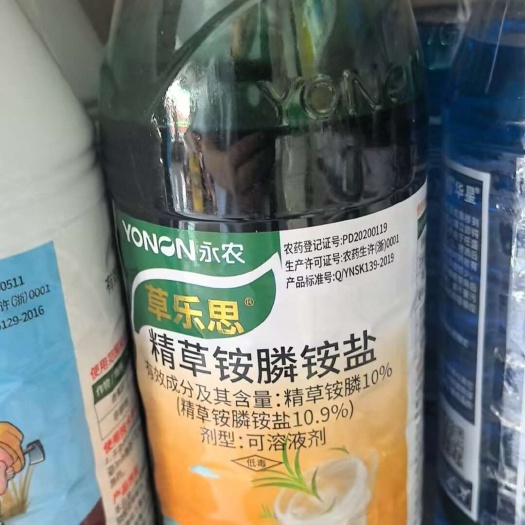 YONO
YONON永农
农药登记证号:PD20200119
生产许可证号:农药生许(浙)0001
产品标准号:Q/YNSK139-2019
草乐思®
精草铵膦铵盐
有效成分及其含量:精草铵膦10%
(精草铵膦铵盐10.9%)
剂型:可溶液剂
低毒
0511
许(浙)0001
5129-2016
华星